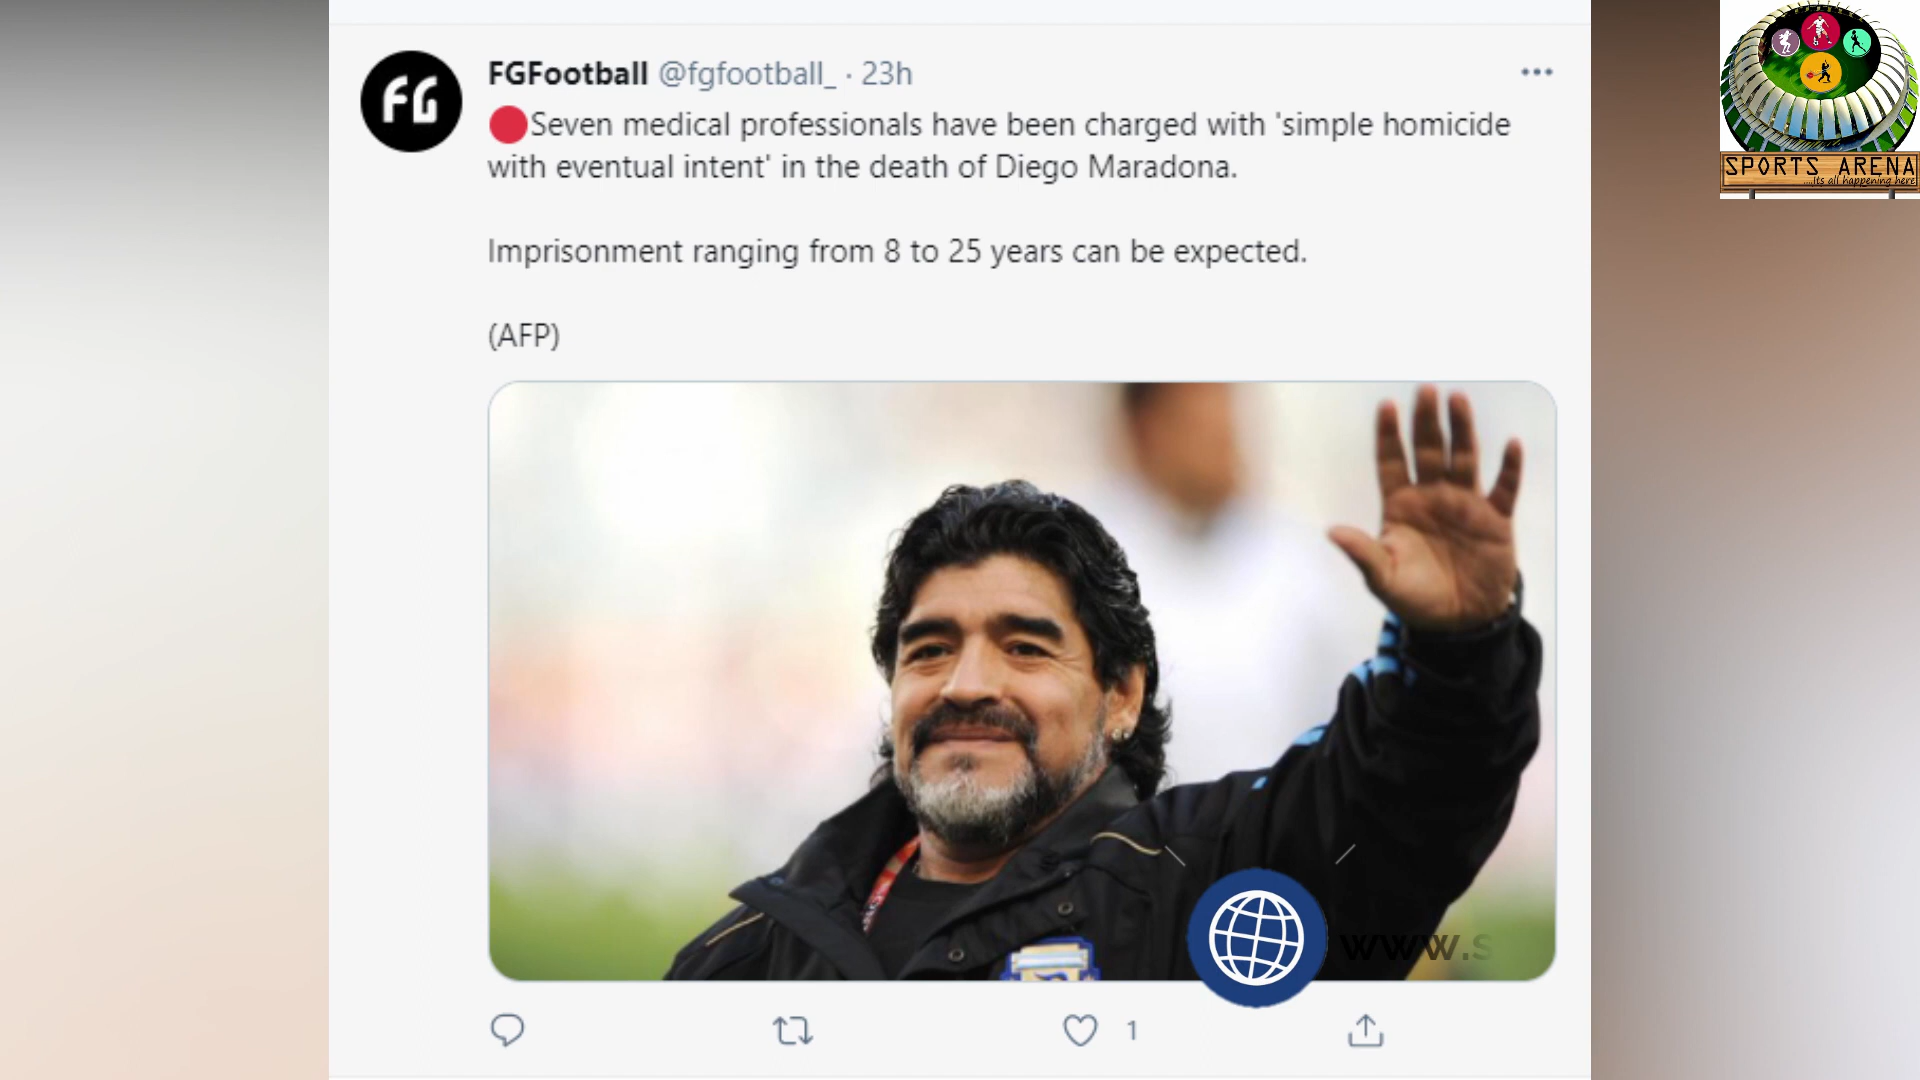 FGFootball @fgfootball_ · 23h
Seven medical professionals have been charged with 'simple homicide
with eventual intent' in the death of Diego Maradona.
Imprisonment ranging from 8 to 25 years can be expected.
(AFP)
1
FG
SPORTS ARENA
...Its all happening here
www.s